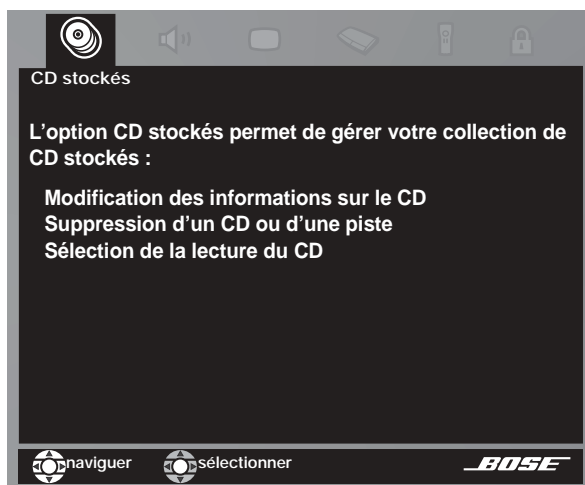 CD stockés
L'option CD stockés permet de gérer votre collection de
CD stockés :
Modification des informations sur le CD
Suppression d'un CD ou d'une piste
Sélection de la lecture du CD
naviguer sélectionner BOSE